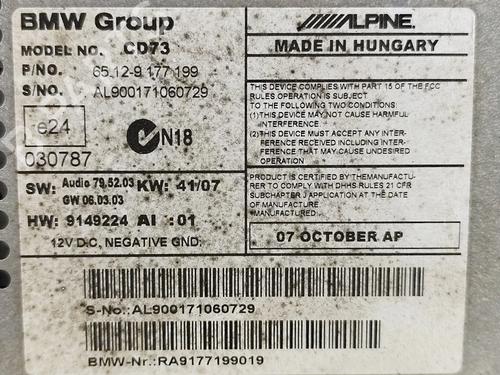 BMW Group
ALPINE
MODEL NO. CD73
MADE IN HUNGARY
P/NO. 65.12-9 177 199
S/NO. AL900171060729
THIS DEVICE COMPLIES WITH PART 15 OF THE FCC
RULES OPERATION IS SUBJECT
TO THE FOLLOWING TWO CONDITIONS
(1)THIS DEVICE MAY NOT CAUSE HARMFUL
INTERFERENCE
(2)THIS DEVICE MUST ACCEPT ANY INTER-
FERENCE RECEIVED INCLUDING INTER-
FERENCE THAT MAY CAUSE UNDESIRED
OPERATION
e24
N18
030787
PRODUCT IS CERTIFIED BY THE MANUFACTU-
RER TO COMPLY WITH DHHS RULES 21 CFR
SUBCHAPTER J APPLICATION AT THE DATE
OF MANUFACTURE
*MANUFACTURED*
SW: Audio 79.52.03 KW: 41/07
GW 06.03.03
HW: 9149224 AI :01
12V D.C, NEGATIVE GND.
07 OCTOBER AP
S-No.:AL900171060729
BMW-Nr.:RA9177199019